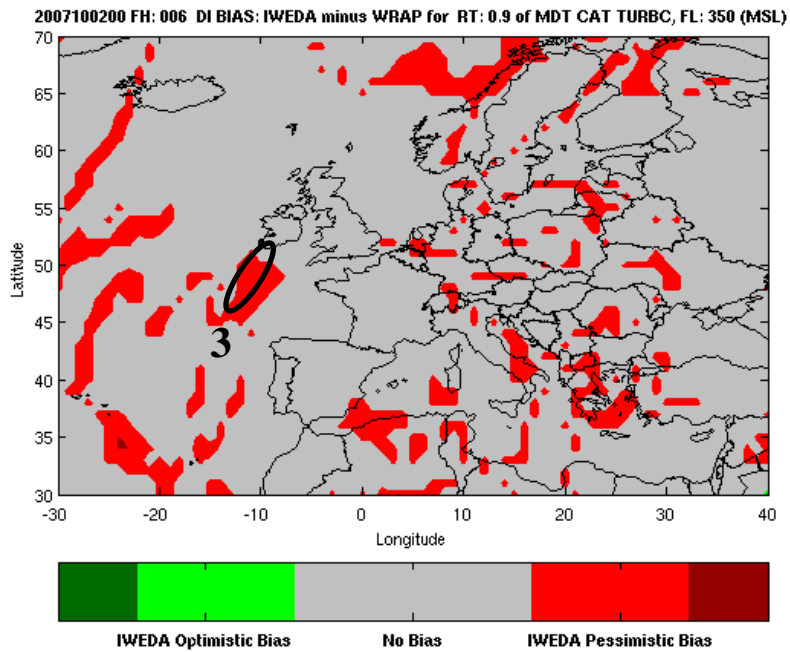 2007100200 FH: 006 DI BIAS: IWEDA minus WRAP for RT: 0.9 of MDT CAT TURBC, FL: 350 (MSL)
70
65
60
55
50
45
40
35
30
Latitude
3
-30 -20 -10 0 10 20 30 40
Longitude
IWEDA Optimistic Bias No Bias IWEDA Pessimistic Bias